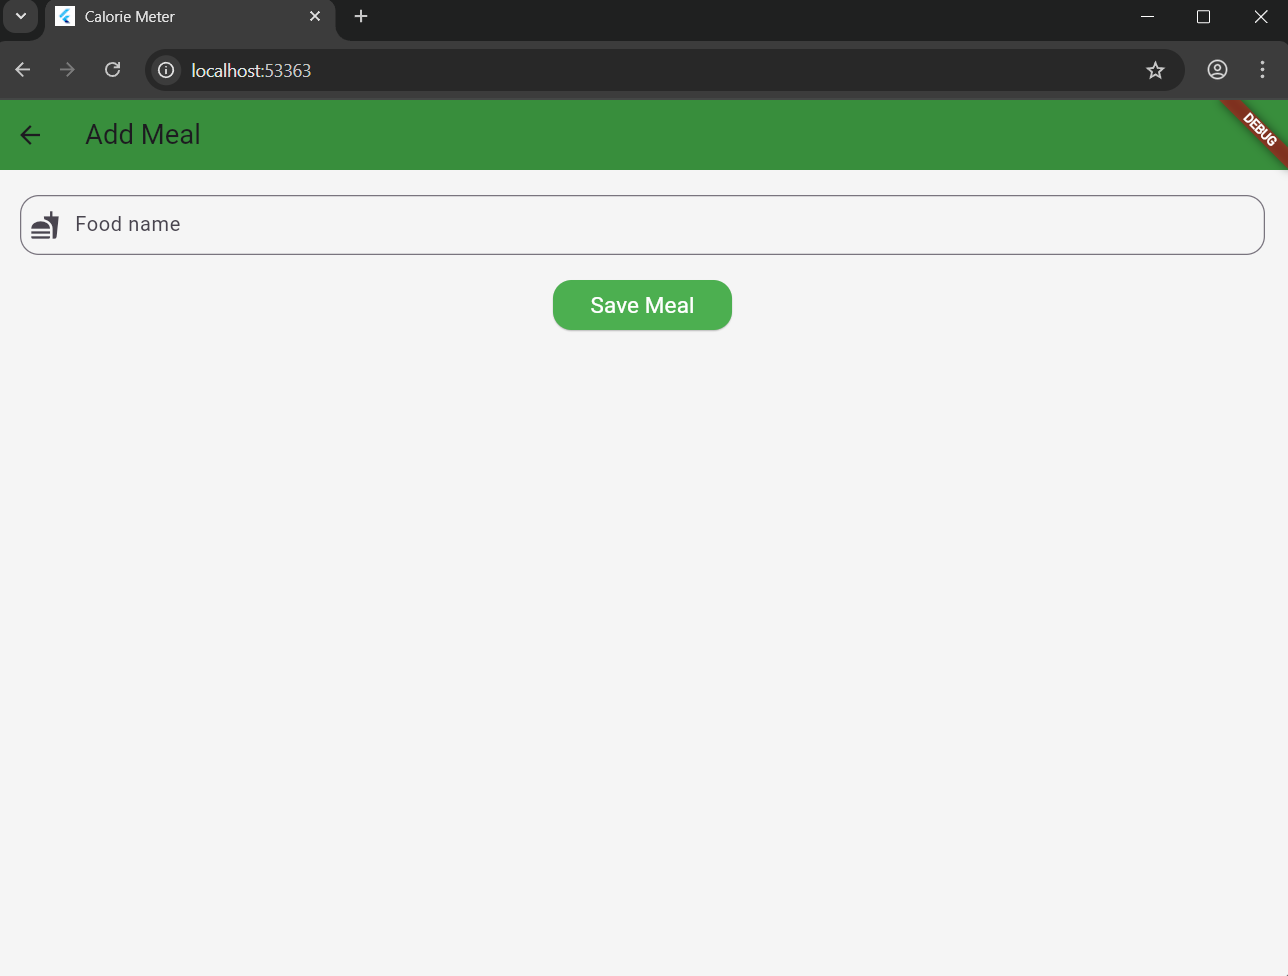 Calorie Meter
localhost:53363
Add Meal
DEBUG
Food name
Save Meal